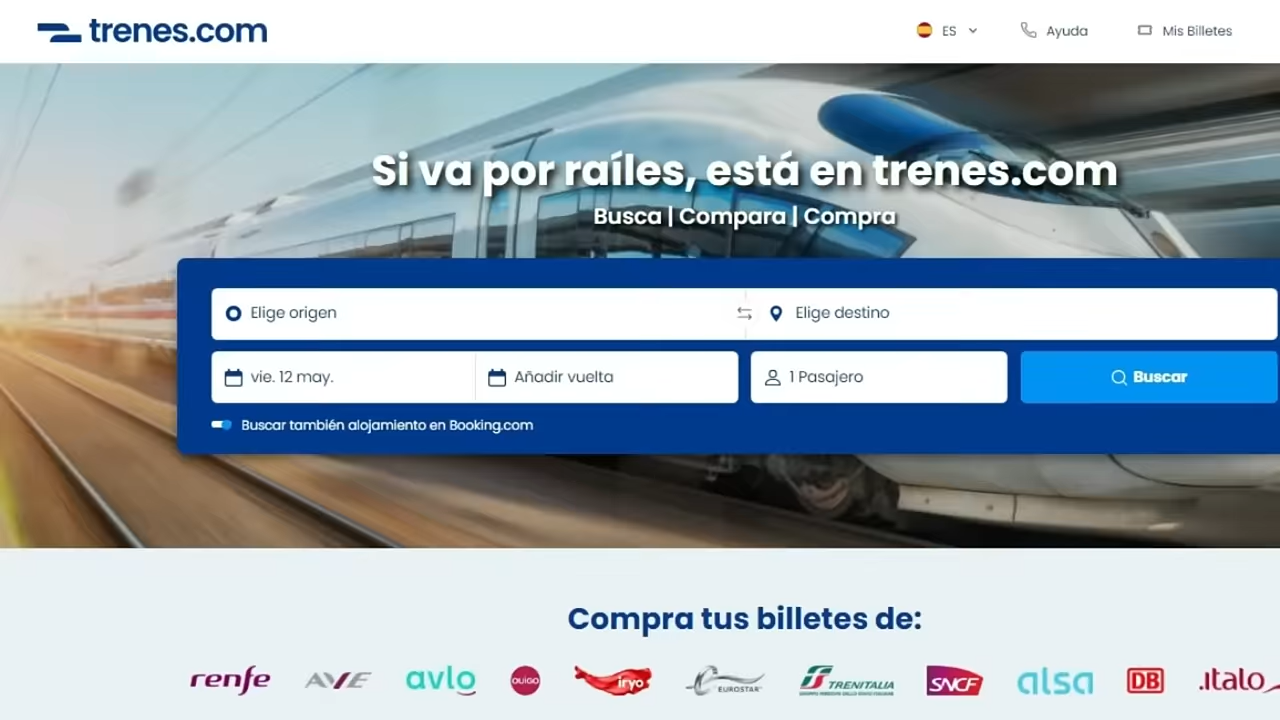 trenes.com
ES
Ayuda
Mis Billetes
Si va por raíles, está en trenes.com
Busca | Compara | Compra
Elige origen
Elige destino
vie. 12 may.
Añadir vuelta
1 Pasajero
Buscar
Buscar también alojamiento en Booking.com
Compra tus billetes de:
renfe
AVE
avlo
OUIGO
iryo
EUROSTAR
TRENITALIA
SNCF
alsa
DB
.italo